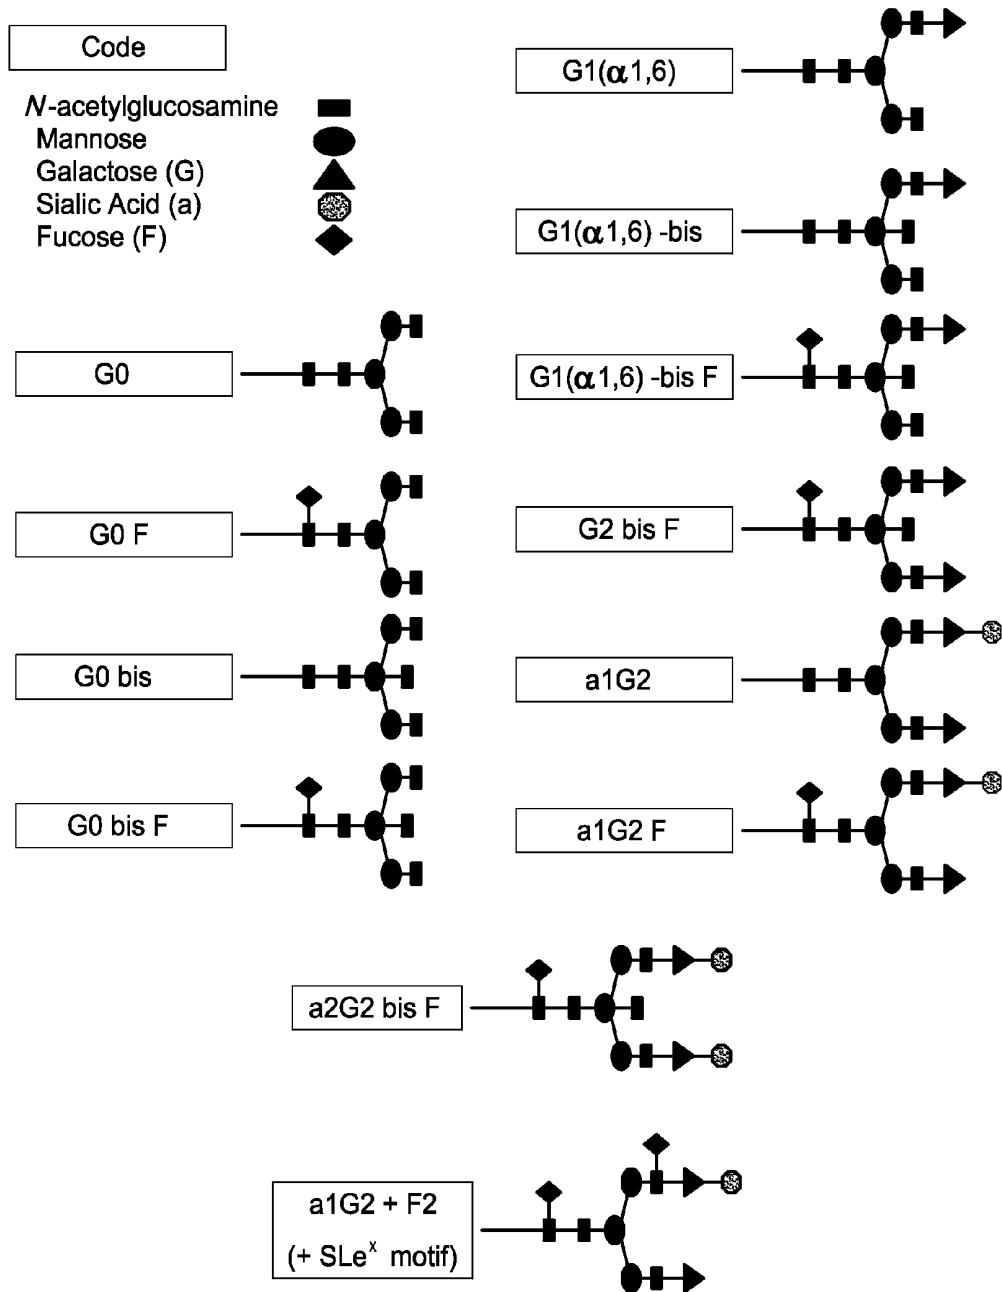 Code
N-acetylglucosamine
Mannose
Galactose (G)
Sialic Acid (a)
Fucose (F)
G0
G0 F
G0 bis
G0 bis F
G1(α1,6)
G1(α1,6) -bis
G1(α1,6) -bis F
G2 bis F
a1G2
a1G2 F
a2G2 bis F
a1G2 + F2
(+ SLeˣ motif)